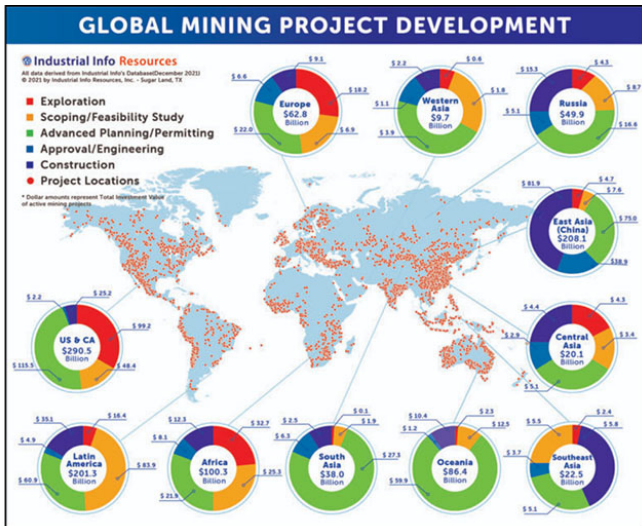 GLOBAL MINING PROJECT DEVELOPMENT
Industrial Info Resources
All data derived from Industrial Info's Database(December 2021)
© 2021 by Industrial Info Resources, Inc. - Sugar Land, TX
Exploration
Scoping/Feasibility Study
Advanced Planning/Permitting
Approval/Engineering
Construction
Project Locations
* Dollar amounts represent Total Investment Value
of active mining projects
$ 9.1
$ 6.6
$ 18.2
Europe
$62.8
Billion
$ 22.0
$ 6.9
$ 2.2
$ 0.6
$ 1.1
$ 1.8
Western
Asia
$9.7
Billion
$ 3.9
$ 15.3
$ 4.3
$ 8.7
Russia
$49.9
Billion
$ 5.1
$ 16.6
$ 81.9
$ 4.7
$ 7.6
East Asia
(China)
$208.1
Billion
$ 75.0
$38.9
$ 2.2
$ 25.2
US & CA
$290.5
Billion
$ 99.2
$ 115.5
$ 48.4
$ 4.4
$ 4.3
Central
Asia
$20.1
Billion
$ 2.9
$ 3.4
$ 5.1
$ 35.1
$ 16.4
$ 4.9
Latin
America
$201.3
Billion
$ 83.9
$ 60.9
$ 12.3
$ 32.7
$ 8.1
Africa
$100.3
Billion
$ 21.9
$ 25.3
$ 2.5
$ 0.1
$ 1.9
$ 6.3
South
Asia
$38.0
Billion
$ 27.3
$ 10.4
$ 2.3
$ 1.2
$ 12.5
Oceania
$86.4
Billion
$ 59.9
$ 5.5
$ 2.4
$ 5.8
$ 3.7
Southeast
Asia
$22.5
Billion
$ 5.1